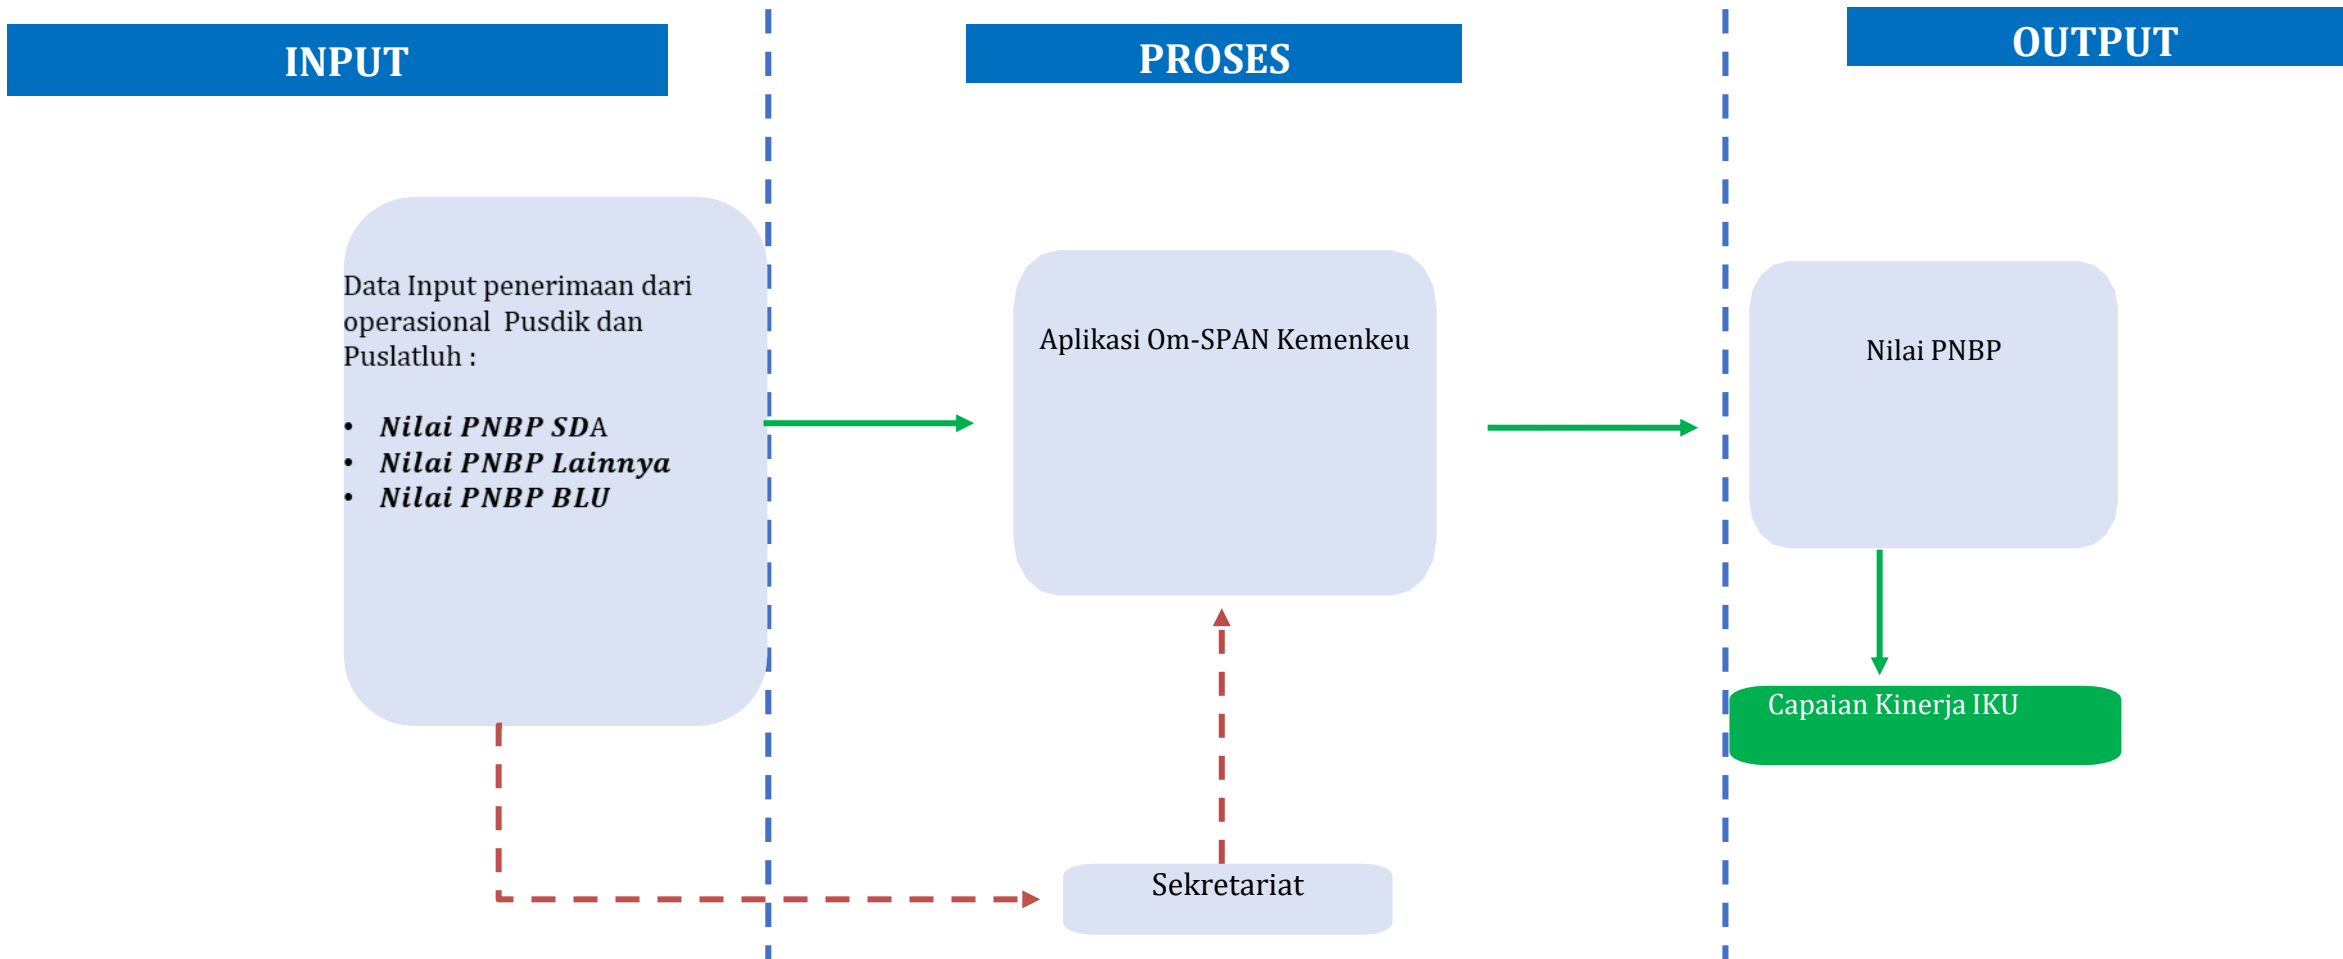 INPUT
PROSES
OUTPUT
Data Input penerimaan dari
operasional Pusdik dan
Puslatluh :
• Nilai PNBP SDA
• Nilai PNBP Lainnya
• Nilai PNBP BLU
Aplikasi Om-SPAN Kemenkeu
Nilai PNBP
Capaian Kinerja IKU
Sekretariat